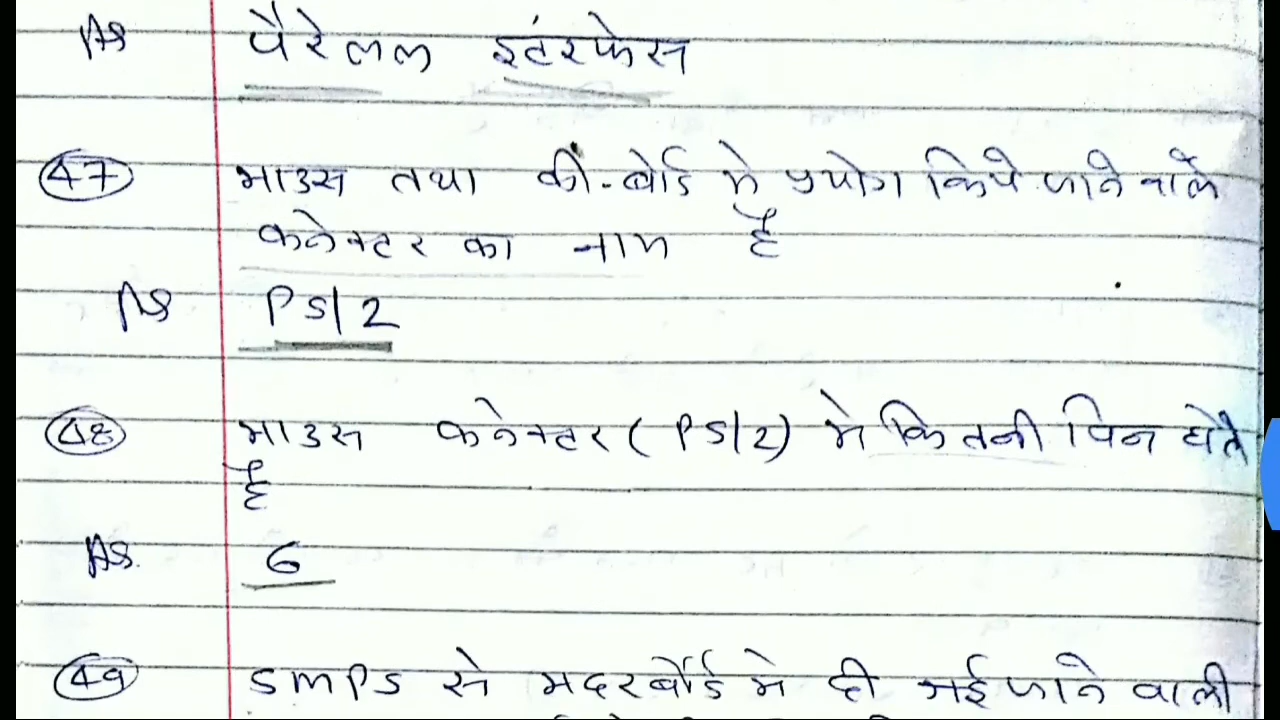 As पैरेलल इंटरफेस
47 माउस तथा की-बोर्ड मे प्रयोग किये जाने वाले
कनेक्टर का नाम है
As PS/2
48 माउस कनेक्टर (PS/2) मे कितनी पिन होते
है
As. 6
49 SMPS से मदरबोर्ड मे दी गई जाने वाली